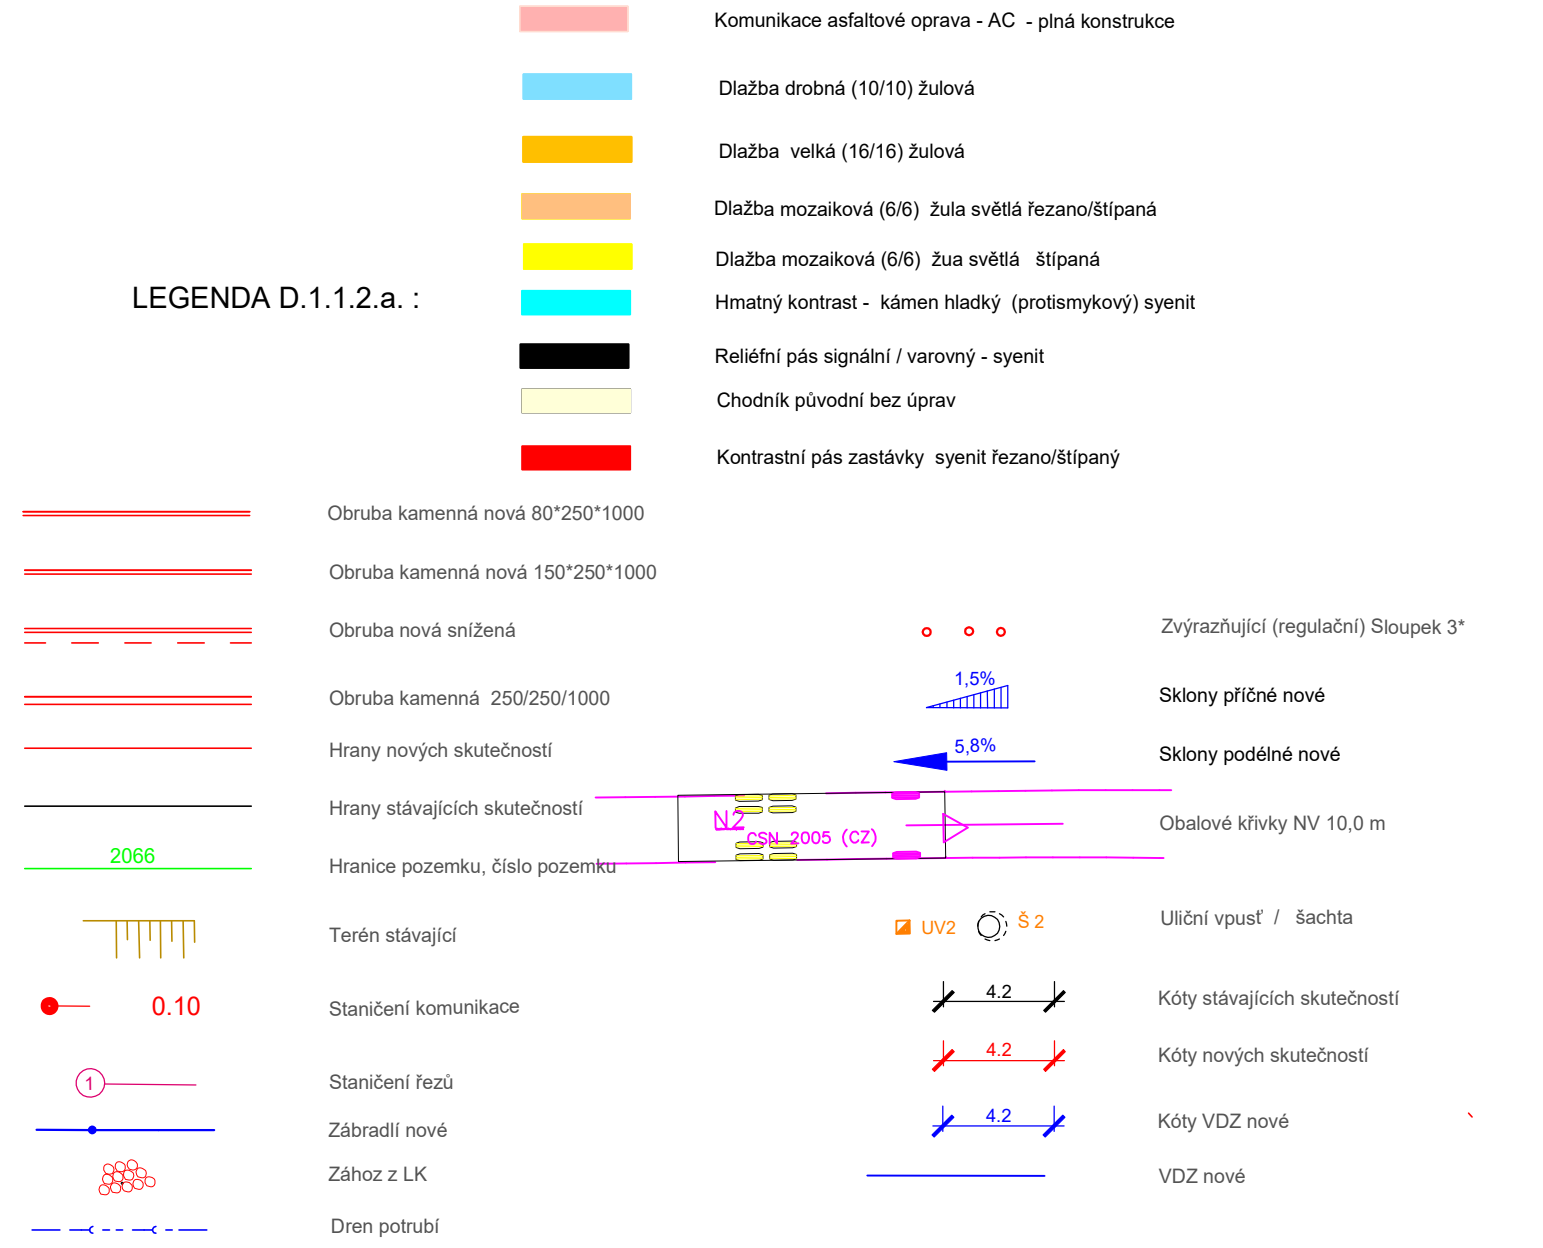 Komunikace asfaltové oprava - AC - plná konstrukce
Dlažba drobná (10/10) žulová
Dlažba velká (16/16) žulová
Dlažba mozaiková (6/6) žula světlá řezano/štípaná
Dlažba mozaiková (6/6) žua světlá štípaná
LEGENDA D.1.1.2.a. :
Hmatný kontrast - kámen hladký (protismykový) syenit
Reliéfní pás signální / varovný - syenit
Chodník původní bez úprav
Kontrastní pás zastávky syenit řezano/štípaný
Obruba kamenná nová 80*250*1000
Obruba kamenná nová 150*250*1000
Obruba nová snížená
Obruba kamenná 250/250/1000
Hrany nových skutečností
Hrany stávajících skutečností
2066
Hranice pozemku, číslo pozemku
Terén stávající
0.10
Staničení komunikace
1
Staničení řezů
Zábradlí nové
Zához z LK
Dren potrubí
Zvýrazňující (regulační) Sloupek 3*
1,5%
Sklony příčné nové
5,8%
Sklony podélné nové
N2
CSN 2005 (CZ)
Obalové křivky NV 10,0 m
UV2
Š 2
Uliční vpusť / šachta
4.2
Kóty stávajících skutečností
4.2
Kóty nových skutečností
4.2
Kóty VDZ nové
VDZ nové